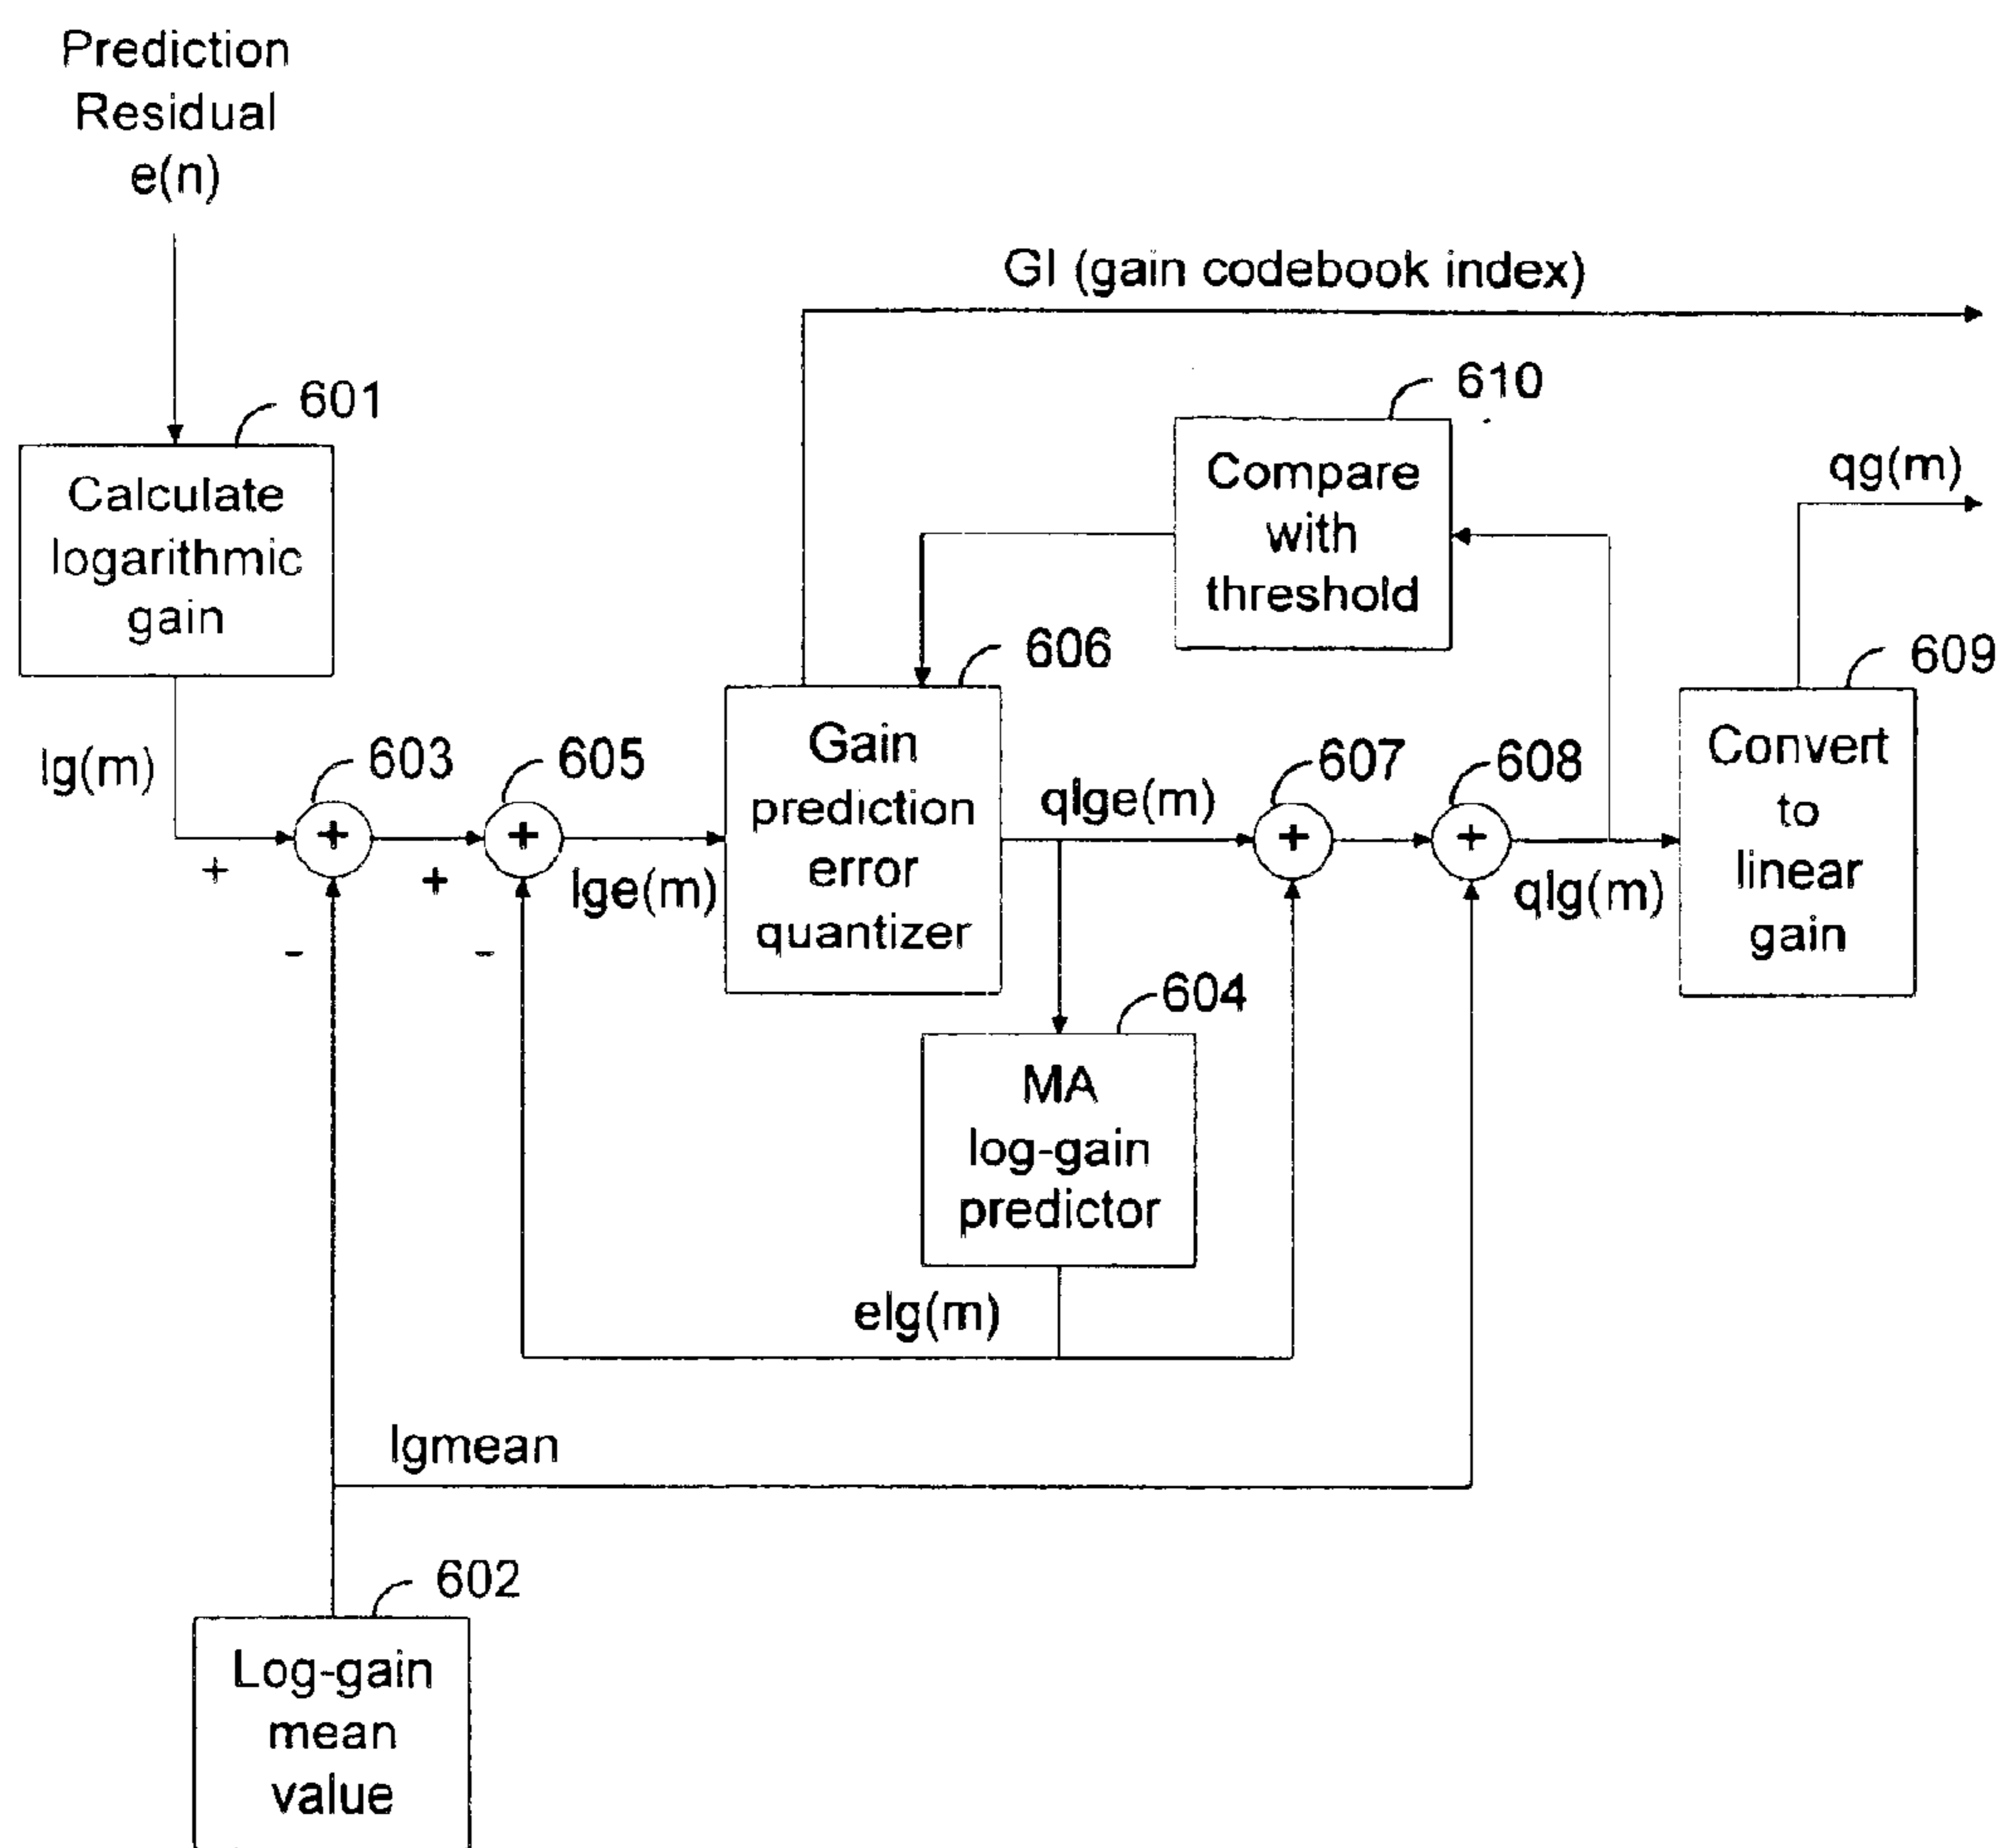 Prediction
Residual
e(n)
GI (gain codebook index)
610
601
Compare
with
threshold
qg(m)
Calculate
logarithmic
gain
606
609
lg(m)
603
605
Gain
prediction
error
quantizer
qlge(m)
607
608
Convert
to
linear
gain
+
+
+
+
+
+
lge(m)
qlg(m)
-
-
604
MA
log-gain
predictor
elg(m)
lgmean
602
Log-gain
mean
value